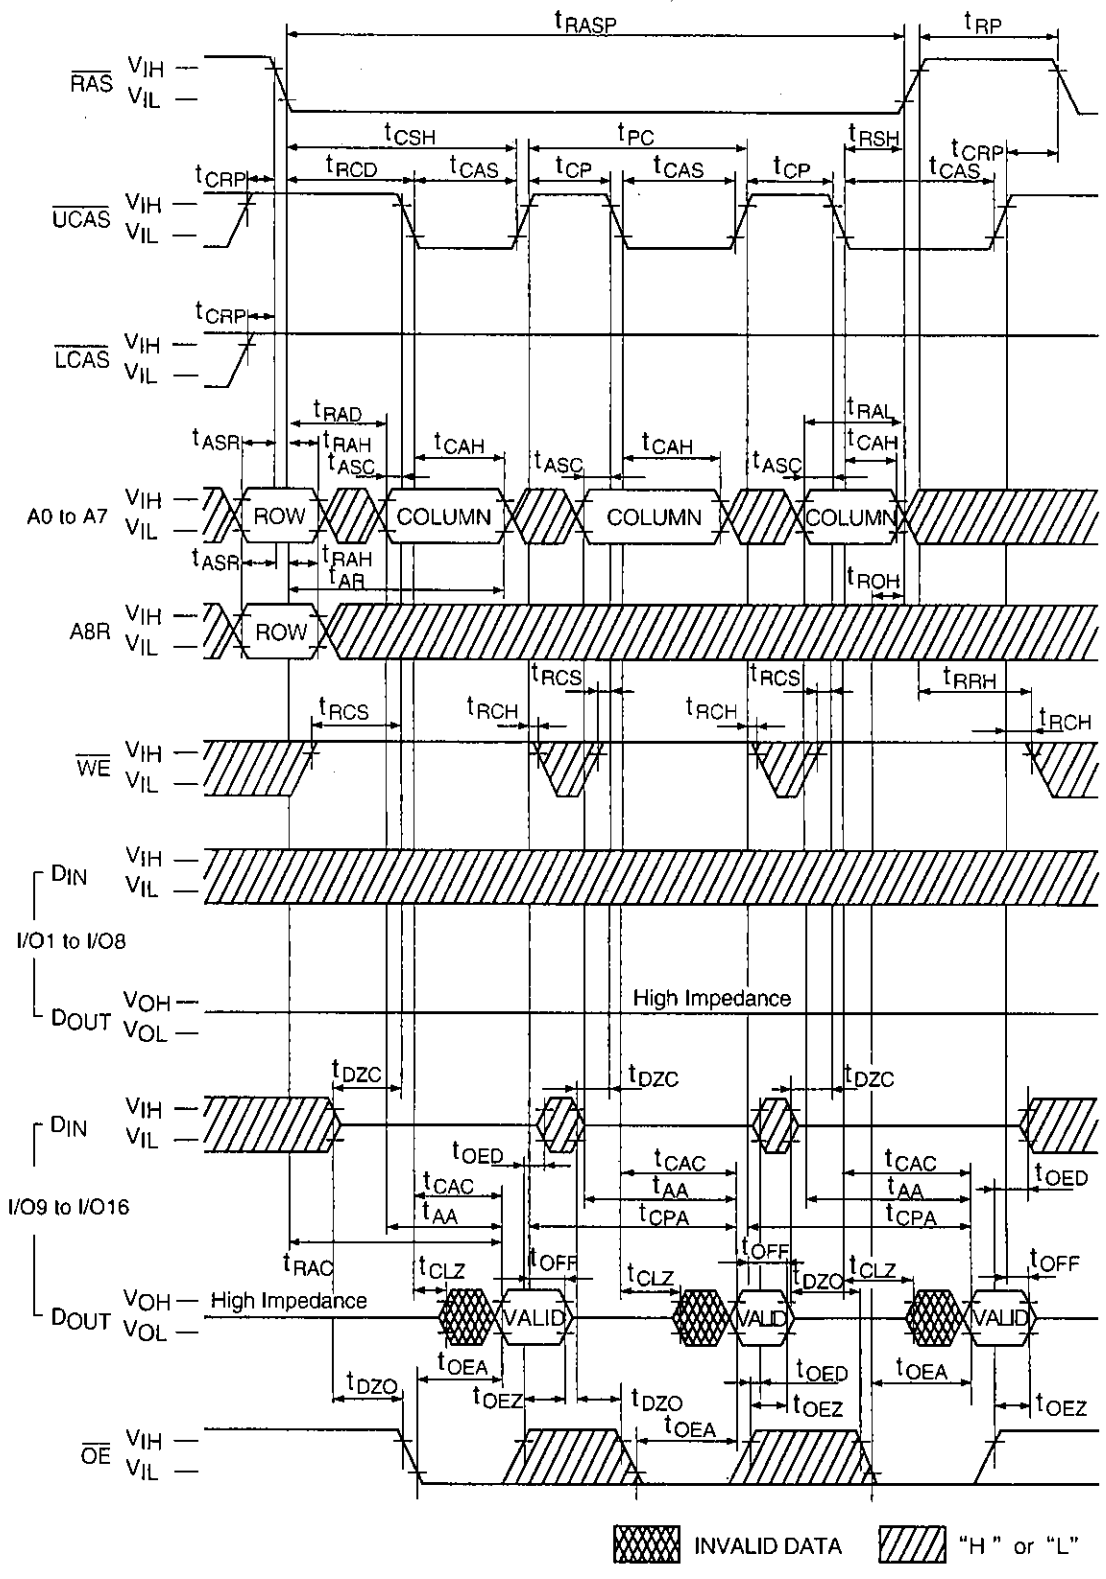 tRASP tRP
RAS VIH VIL
tCSH tPC tRSH tCRP
tCRP tRCD tCAS tCP tCAS tCP tCAS
UCAS VIH VIL
tCRP
LCAS VIH VIL
tRAD tRAL
tASR tRAH tCAH tCAH tCAH
tASC tASC tASC
A0 to A7 VIH VIL ROW COLUMN COLUMN COLUMN
tASR tRAH
tAR tROH
A8R VIH VIL ROW
tRCS tRCS tRRH
tRCS tRCH tRCH tRCH
WE VIH VIL
DIN VIH VIL
I/O1 to I/O8
DOUT VOH VOL High Impedance
tDZC tDZC tDZC
DIN VIH VIL
tOED tCAC tCAC tOED
I/O9 to I/O16
tCAC tAA tAA
tAA tCPA tCPA
tRAC tOFF tOFF tOFF
tCLZ tCLZ tDZO tCLZ
DOUT VOH VOL High Impedance VALID VALID VALID
tOEA tOED tOEA
tDZO tOEZ tDZO tOEZ tOEZ
tOEA
OE VIH VIL
INVALID DATA "H" or "L"